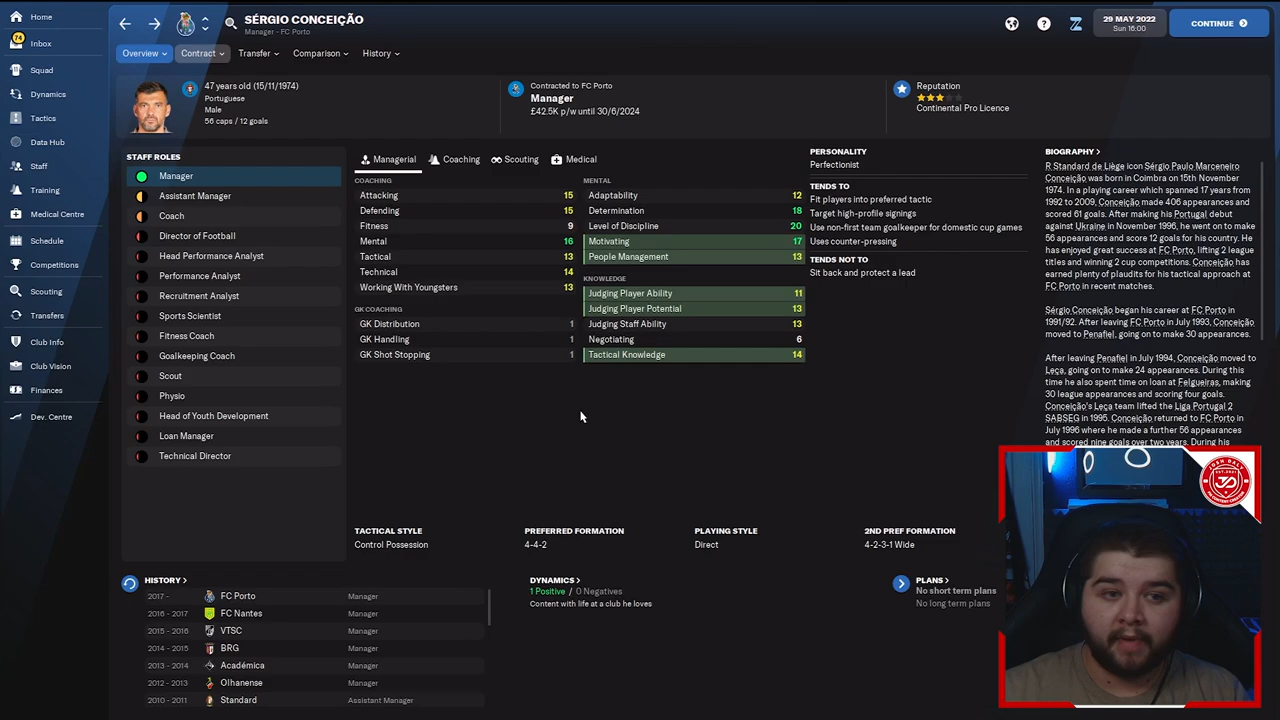 Home
74
Inbox
Squad
Dynamics
Tactics
Data Hub
Staff
Training
Medical Centre
Schedule
Competitions
Scouting
Transfers
Club Info
Club Vision
Finances
Dev. Centre
SÉRGIO CONCEIÇÃO
Manager - FC Porto
29 MAY 2022
Sun 16:00
CONTINUE
Overview
Contract
Transfer
Comparison
History
47 years old (15/11/1974)
Portuguese
Male
56 caps / 12 goals
Contracted to FC Porto
Manager
£42.5K p/w until 30/6/2024
Reputation
Continental Pro Licence
STAFF ROLES
Manager
Assistant Manager
Coach
Director of Football
Head Performance Analyst
Performance Analyst
Recruitment Analyst
Sports Scientist
Fitness Coach
Goalkeeping Coach
Scout
Physio
Head of Youth Development
Loan Manager
Technical Director
Managerial
Coaching
Scouting
Medical
COACHING
Attacking 15
Defending 15
Fitness 9
Mental 16
Tactical 13
Technical 14
Working With Youngsters 13
GK COACHING
GK Distribution 1
GK Handling 1
GK Shot Stopping 1
MENTAL
Adaptability 12
Determination 18
Level of Discipline 20
Motivating 17
People Management 13
KNOWLEDGE
Judging Player Ability 11
Judging Player Potential 13
Judging Staff Ability 13
Negotiating 6
Tactical Knowledge 14
PERSONALITY
Perfectionist
TENDS TO
Fit players into preferred tactic
Target high-profile signings
Use non-first team goalkeeper for domestic cup games
Uses counter-pressing
TENDS NOT TO
Sit back and protect a lead
BIOGRAPHY
R Standard de Liège icon Sérgio Paulo Marceneiro
Conceição was born in Coimbra on 15th November
1974. In a playing career which spanned 17 years from
1992 to 2009, Conceição made 406 appearances and
scored 61 goals. After making his Portugal debut
against Ukraine in November 1996, he went on to make
56 appearances and score 12 goals for his country. He
has enjoyed great success at FC Porto, lifting 2 league
titles and winning 2 cup competitions. Conceição has
earned plenty of plaudits for his tactical approach at
FC Porto in recent matches.
Sérgio Conceição began his career at FC Porto in
1991/92. After leaving FC Porto in July 1993, Conceição
moved to Penafiel, going on to make 30 appearances.
After leaving Penafiel in July 1994, Conceição moved to
Leça, going on to make 24 appearances. During this
time he also spent time on loan at Felgueiras, making
30 league appearances and scoring four goals.
Conceição's Leça team lifted the Liga Portugal 2
SABSEG in 1995. Conceição returned to FC Porto in
July 1996 where he made a further 56 appearances
and scored nine goals over two years. During his
TACTICAL STYLE
Control Possession
PREFERRED FORMATION
4-4-2
PLAYING STYLE
Direct
2ND PREF FORMATION
4-2-3-1 Wide
HISTORY
2017 - FC Porto Manager
2016 - 2017 FC Nantes Manager
2015 - 2016 VTSC Manager
2014 - 2015 BRG Manager
2013 - 2014 Académica Manager
2012 - 2013 Olhanense Manager
2010 - 2011 Standard Assistant Manager
DYNAMICS
1 Positive / 0 Negatives
Content with life at a club he loves
PLANS
No short term plans
No long term plans
JOSH DALY
EST. 2021
JD
FM CONTENT CREATOR